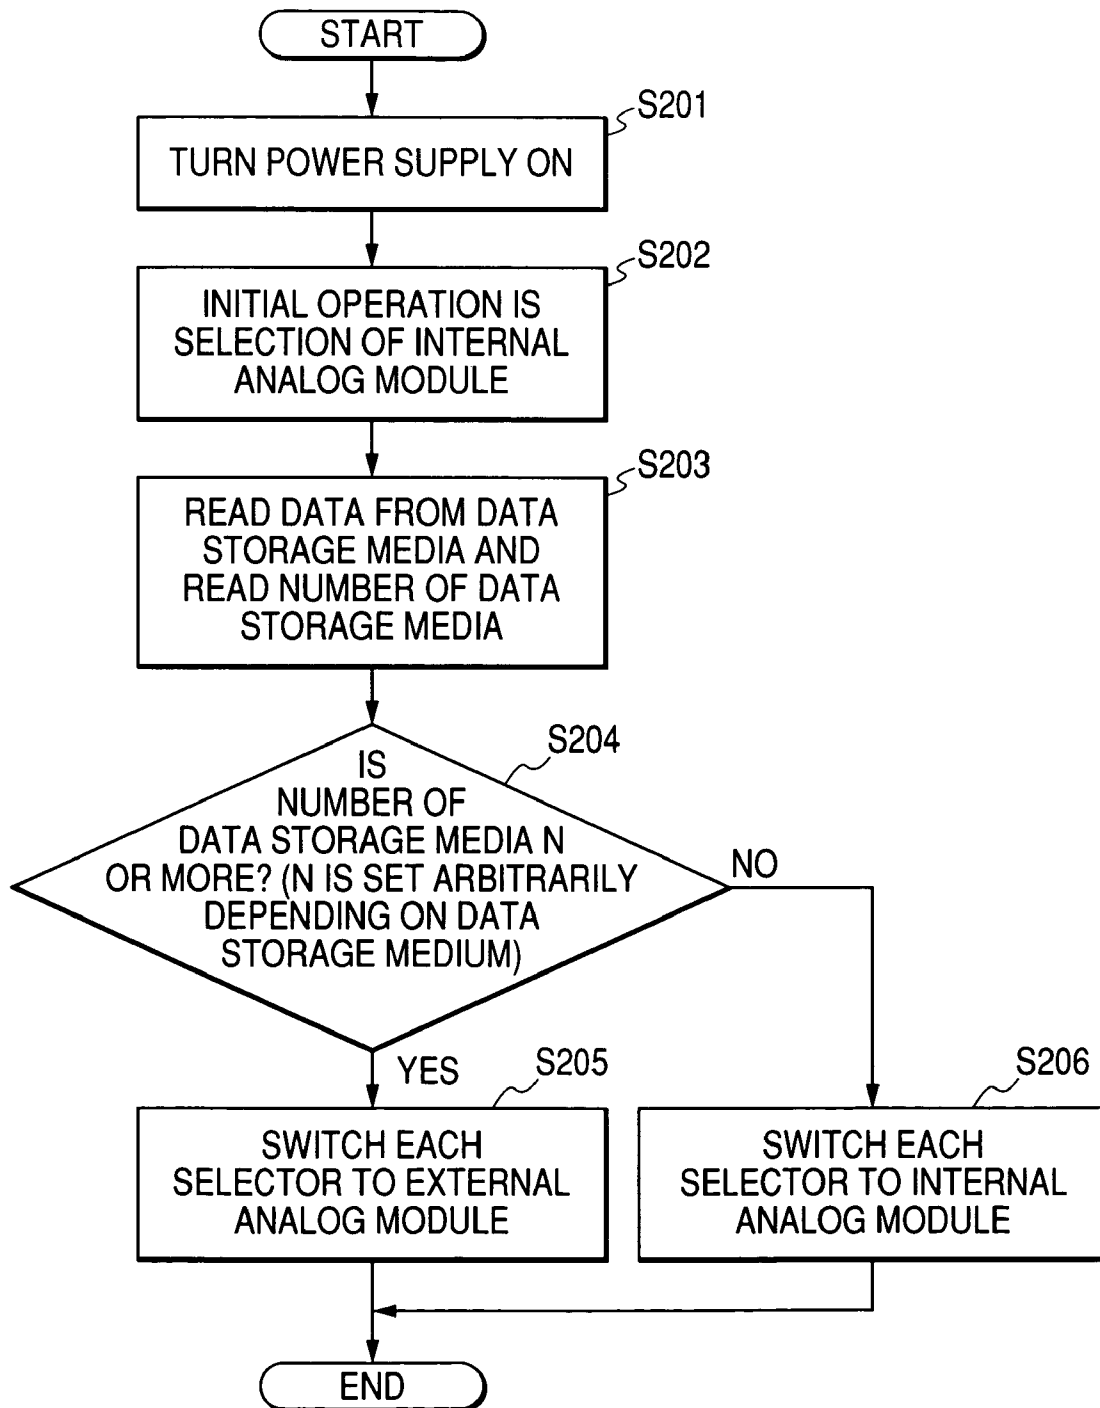 START
S201
TURN POWER SUPPLY ON
S202
INITIAL OPERATION IS
SELECTION OF INTERNAL
ANALOG MODULE
S203
READ DATA FROM DATA
STORAGE MEDIA AND
READ NUMBER OF DATA
STORAGE MEDIA
S204
IS
NUMBER OF
DATA STORAGE MEDIA N
OR MORE? (N IS SET ARBITRARILY
DEPENDING ON DATA
STORAGE MEDIUM)
NO
YES
S205
SWITCH EACH
SELECTOR TO EXTERNAL
ANALOG MODULE
S206
SWITCH EACH
SELECTOR TO INTERNAL
ANALOG MODULE
END